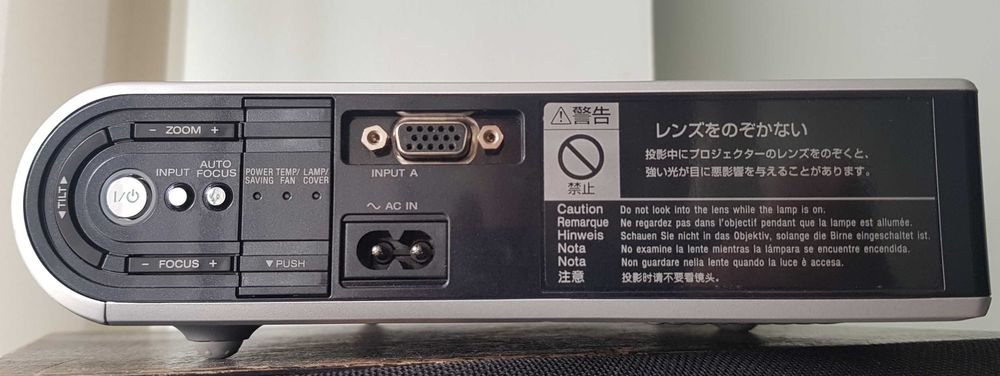 − ZOOM +
◀TILT▶
INPUT
AUTO
FOCUS
I/⏻
− FOCUS +
POWER
SAVING
TEMP/
FAN
LAMP/
COVER
▼PUSH
INPUT A
～ AC IN
⚠警告
禁止
レンズをのぞかない
投影中にプロジェクターのレンズをのぞくと、
強い光が目に悪影響を与えることがあります。
Caution Do not look into the lens while the lamp is on.
Remarque Ne regardez pas dans l'objectif pendant que la lampe est allumée.
Hinweis Schauen Sie nicht in das Objektiv, solange die Birne eingeschaltet ist.
Nota No examine la lente mientras la lámpara se encuentre encendida.
Nota Non guardare nella lente quando la luce è accesa.
注意 投影时请不要看镜头。